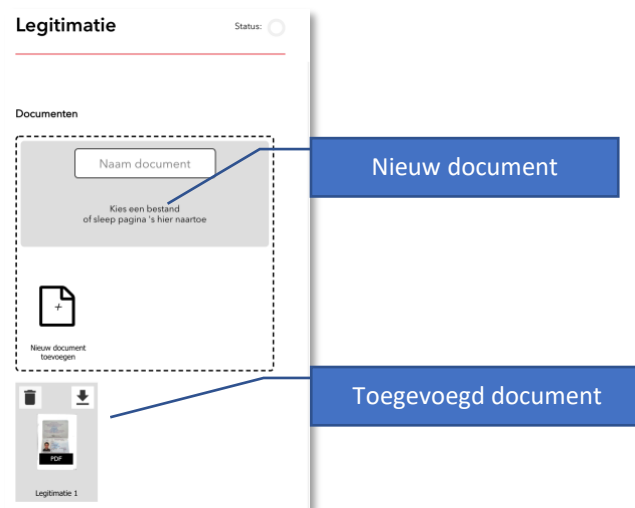 Legitimatie
Status:
Documenten
Naam document
Kies een bestand
of sleep pagina 's hier naartoe
Nieuw document
+
Nieuw document
toevoegen
Toegevoegd document
PDF
Legitimatie 1